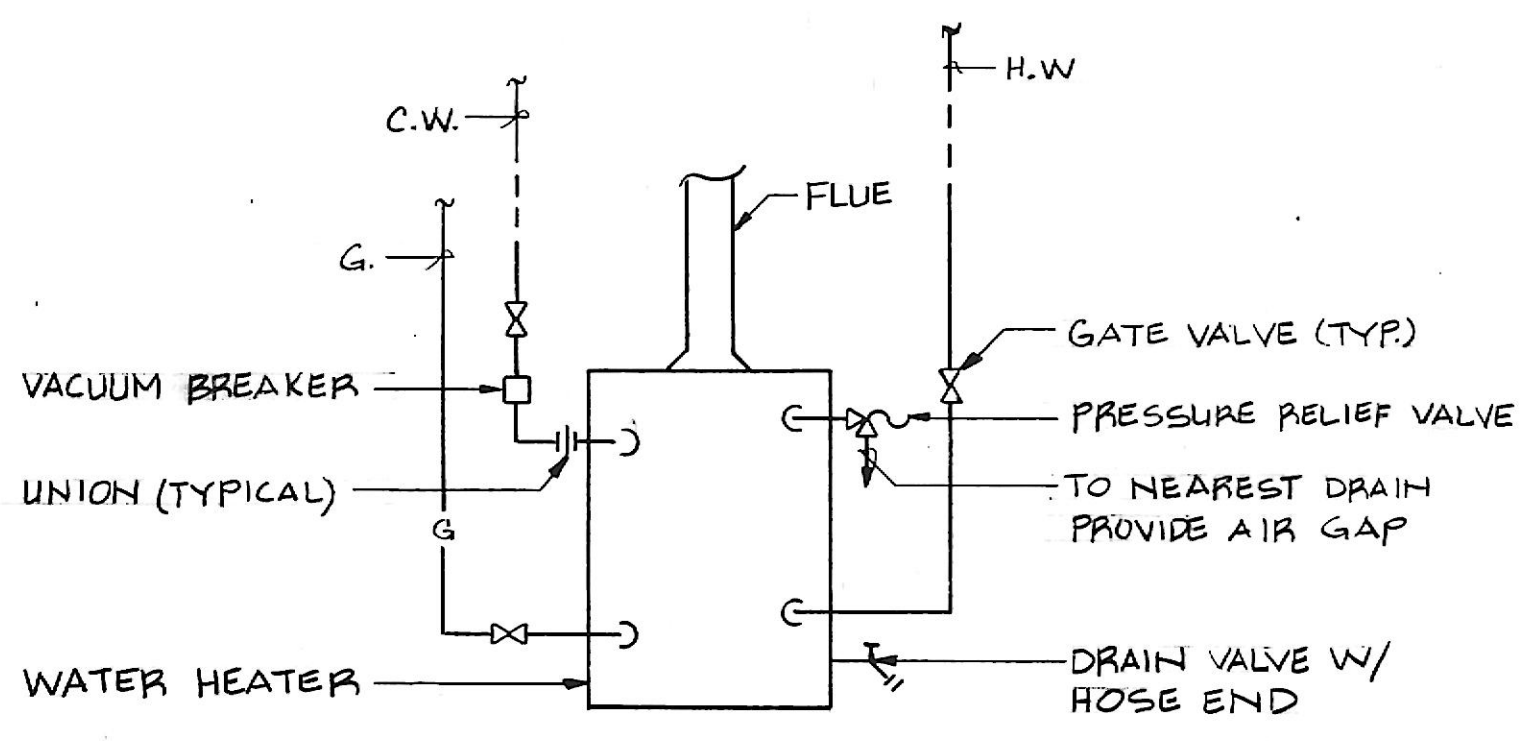 H.W
C.W.
FLUE
G.
GATE VALVE (TYP.)
VACUUM BREAKER
PRESSURE RELIEF VALVE
UNION (TYPICAL)
TO NEAREST DRAIN
PROVIDE AIR GAP
G
WATER HEATER
DRAIN VALVE W/
HOSE END